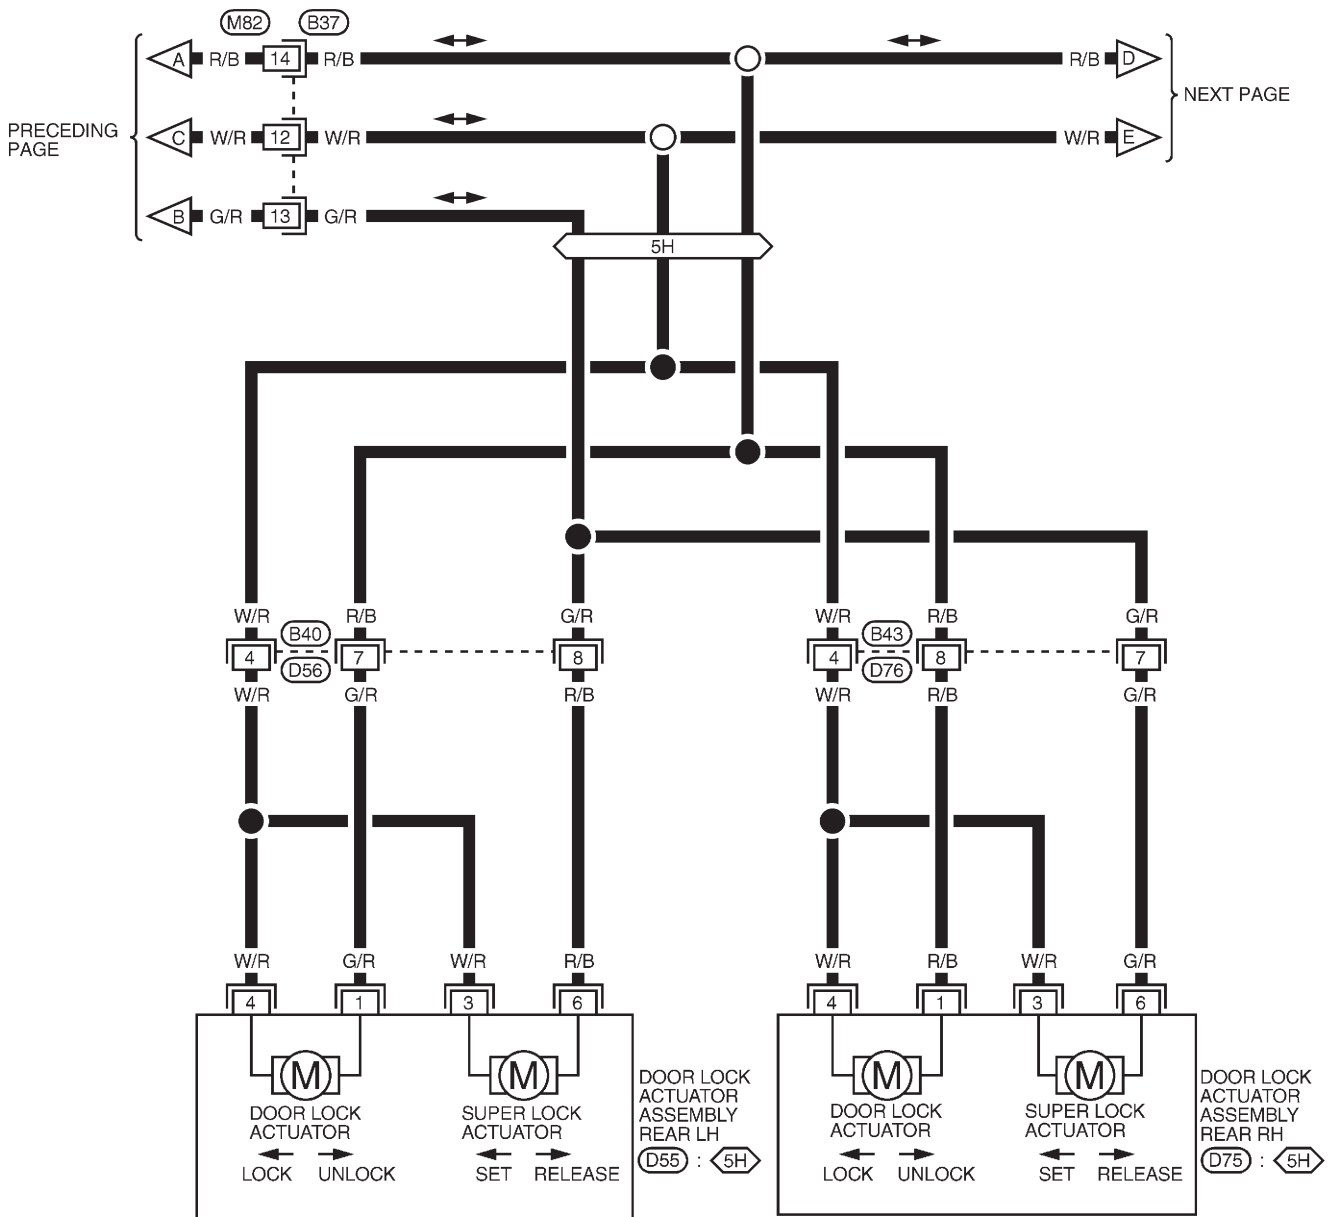 M82 B37
A R/B 14 R/B R/B D
NEXT PAGE
PRECEDING
PAGE
C W/R 12 W/R W/R E
B G/R 13 G/R
5H
W/R R/B G/R W/R R/B G/R
B40 B43
4 7 8 4 8 7
D56 D76
W/R G/R R/B W/R R/B G/R
W/R G/R W/R R/B W/R R/B W/R G/R
4 1 3 6 4 1 3 6
M M M M
DOOR LOCK
ACTUATOR
LOCK UNLOCK
SUPER LOCK
ACTUATOR
SET RELEASE
DOOR LOCK
ACTUATOR
ASSEMBLY
REAR LH
D55 : 5H
DOOR LOCK
ACTUATOR
LOCK UNLOCK
SUPER LOCK
ACTUATOR
SET RELEASE
DOOR LOCK
ACTUATOR
ASSEMBLY
REAR RH
D75 : 5H